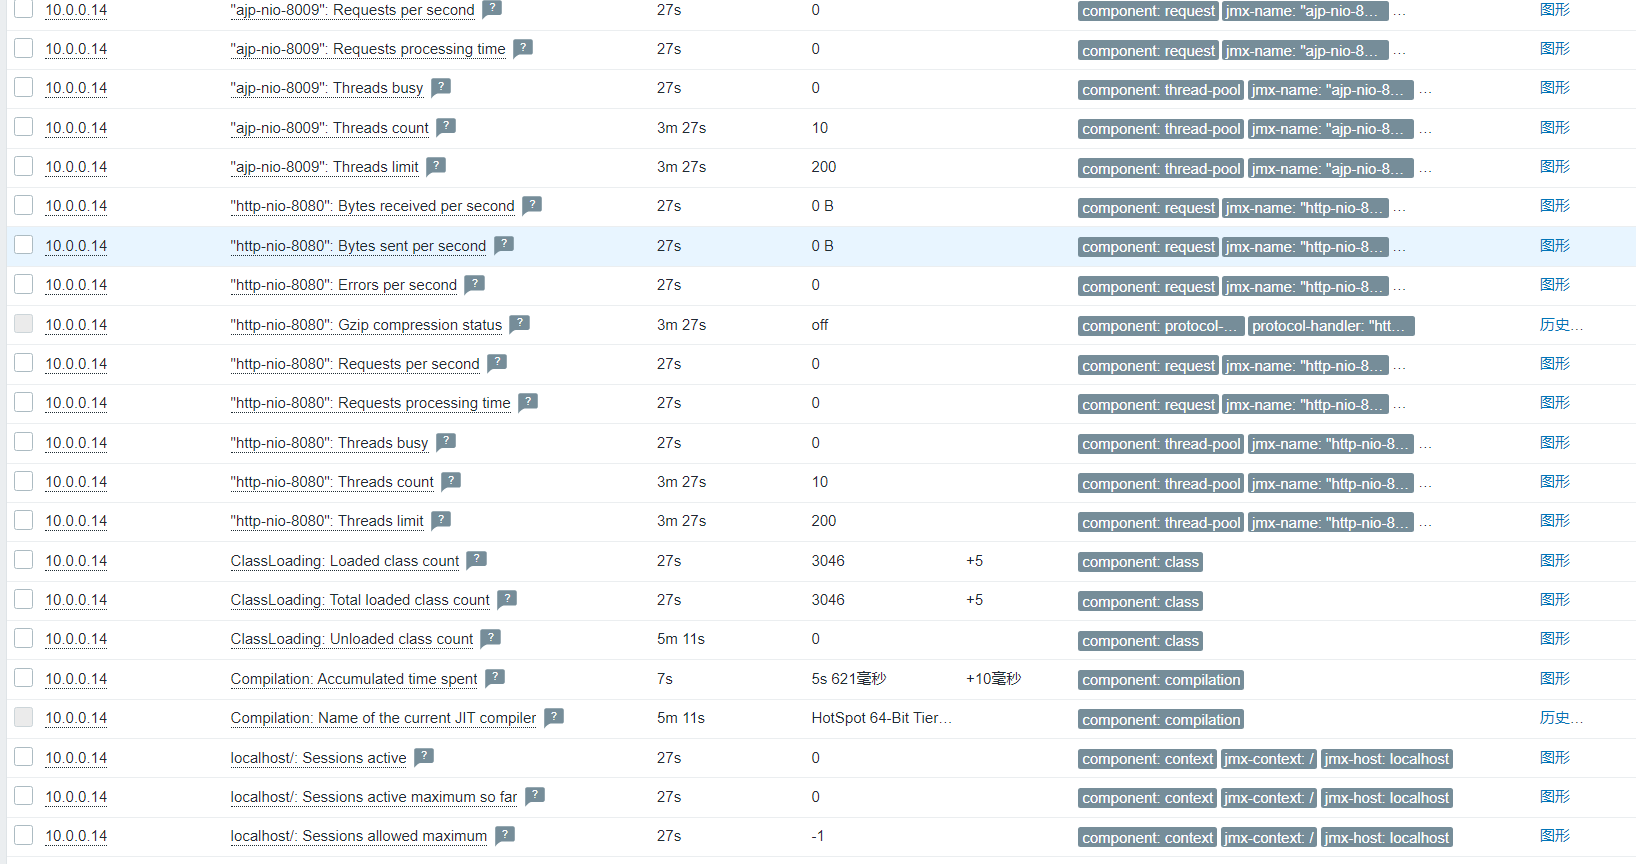 10.0.0.14 "ajp-nio-8009": Requests per second ? 27s 0 component: request jmx-name: "ajp-nio-8... ... 图形
10.0.0.14 "ajp-nio-8009": Requests processing time ? 27s 0 component: request jmx-name: "ajp-nio-8... ... 图形
10.0.0.14 "ajp-nio-8009": Threads busy ? 27s 0 component: thread-pool jmx-name: "ajp-nio-8... ... 图形
10.0.0.14 "ajp-nio-8009": Threads count ? 3m 27s 10 component: thread-pool jmx-name: "ajp-nio-8... ... 图形
10.0.0.14 "ajp-nio-8009": Threads limit ? 3m 27s 200 component: thread-pool jmx-name: "ajp-nio-8... ... 图形
10.0.0.14 "http-nio-8080": Bytes received per second ? 27s 0 B component: request jmx-name: "http-nio-8... ... 图形
10.0.0.14 "http-nio-8080": Bytes sent per second ? 27s 0 B component: request jmx-name: "http-nio-8... ... 图形
10.0.0.14 "http-nio-8080": Errors per second ? 27s 0 component: request jmx-name: "http-nio-8... ... 图形
10.0.0.14 "http-nio-8080": Gzip compression status ? 3m 27s off component: protocol-... protocol-handler: "htt... 历史...
10.0.0.14 "http-nio-8080": Requests per second ? 27s 0 component: request jmx-name: "http-nio-8... ... 图形
10.0.0.14 "http-nio-8080": Requests processing time ? 27s 0 component: request jmx-name: "http-nio-8... ... 图形
10.0.0.14 "http-nio-8080": Threads busy ? 27s 0 component: thread-pool jmx-name: "http-nio-8... ... 图形
10.0.0.14 "http-nio-8080": Threads count ? 3m 27s 10 component: thread-pool jmx-name: "http-nio-8... ... 图形
10.0.0.14 "http-nio-8080": Threads limit ? 3m 27s 200 component: thread-pool jmx-name: "http-nio-8... ... 图形
10.0.0.14 ClassLoading: Loaded class count ? 27s 3046 +5 component: class 图形
10.0.0.14 ClassLoading: Total loaded class count ? 27s 3046 +5 component: class 图形
10.0.0.14 ClassLoading: Unloaded class count ? 5m 11s 0 component: class 图形
10.0.0.14 Compilation: Accumulated time spent ? 7s 5s 621毫秒 +10毫秒 component: compilation 图形
10.0.0.14 Compilation: Name of the current JIT compiler ? 5m 11s HotSpot 64-Bit Tier... component: compilation 历史...
10.0.0.14 localhost/: Sessions active ? 27s 0 component: context jmx-context: / jmx-host: localhost 图形
10.0.0.14 localhost/: Sessions active maximum so far ? 27s 0 component: context jmx-context: / jmx-host: localhost 图形
10.0.0.14 localhost/: Sessions allowed maximum ? 27s -1 component: context jmx-context: / jmx-host: localhost 图形